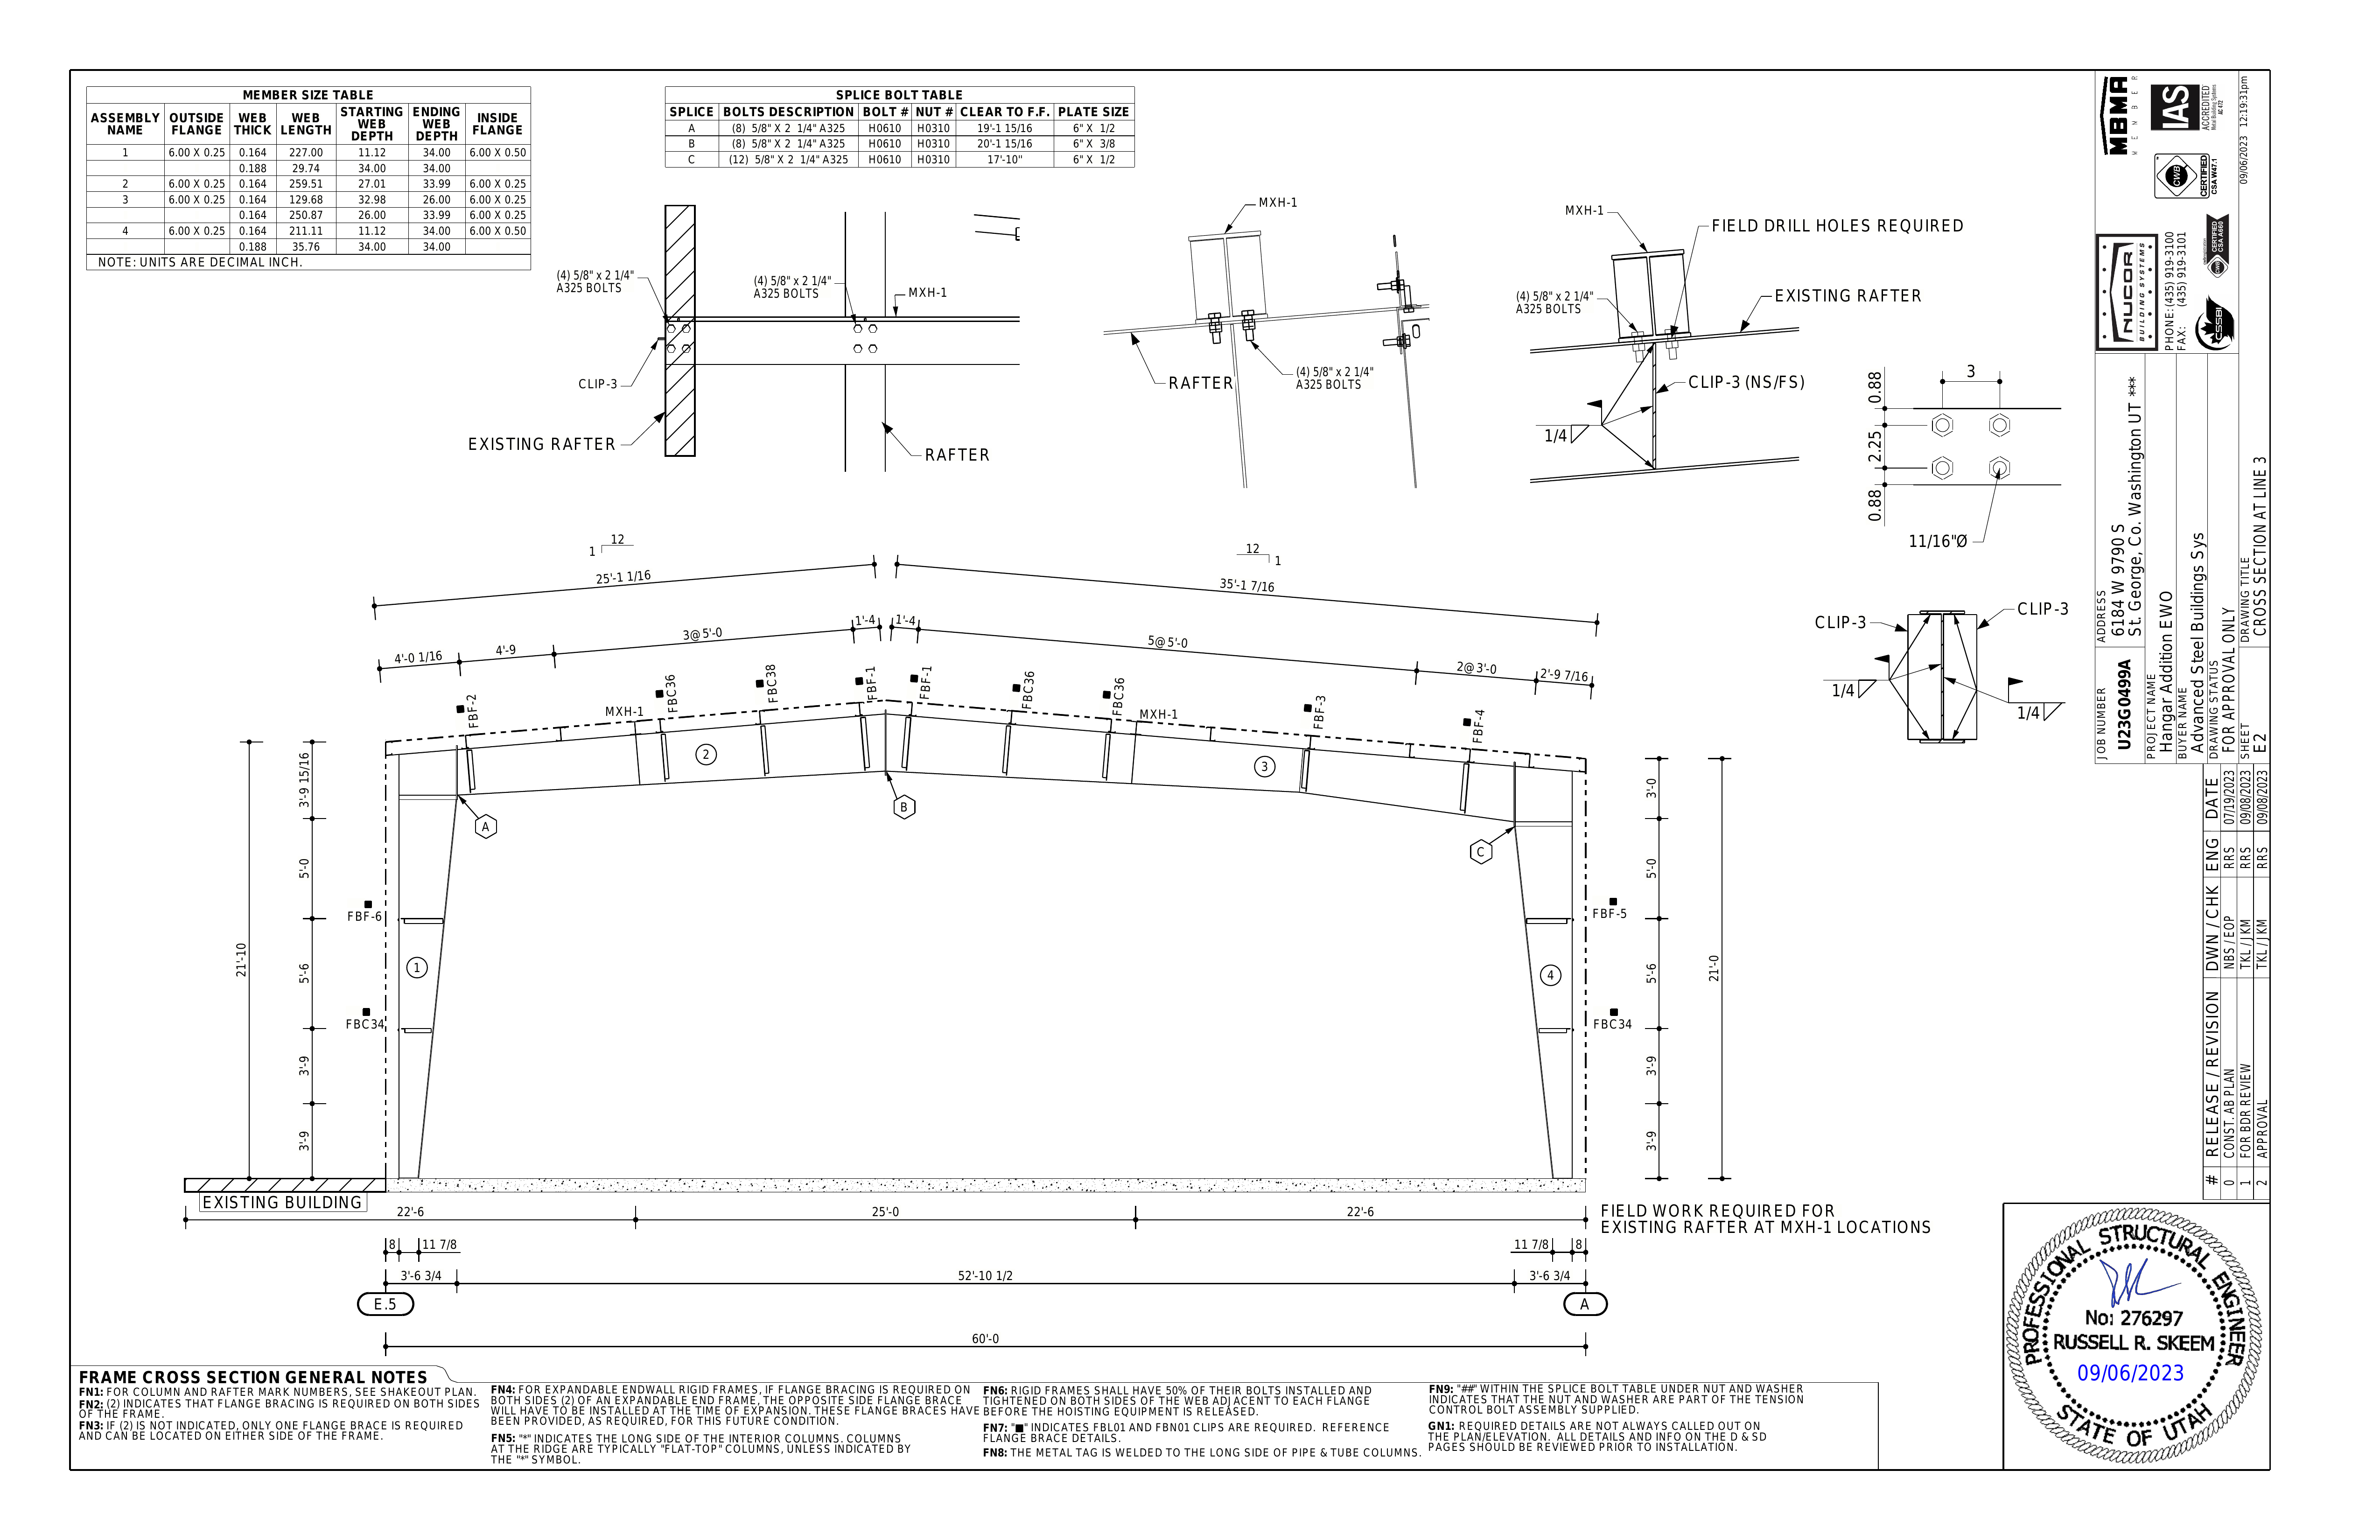 MEMBER SIZE TABLE
ASSEMBLY NAME OUTSIDE FLANGE WEB THICK WEB LENGTH STARTING WEB DEPTH ENDING WEB DEPTH INSIDE FLANGE
1 6.00 X 0.25 0.164 227.00 11.12 34.00 6.00 X 0.50
0.188 29.74 34.00 34.00
2 6.00 X 0.25 0.164 259.51 27.01 33.99 6.00 X 0.25
3 6.00 X 0.25 0.164 129.68 32.98 26.00 6.00 X 0.25
0.164 250.87 26.00 33.99 6.00 X 0.25
4 6.00 X 0.25 0.164 211.11 11.12 34.00 6.00 X 0.50
0.188 35.76 34.00 34.00
NOTE: UNITS ARE DECIMAL INCH.
SPLICE BOLT TABLE
SPLICE BOLTS DESCRIPTION BOLT # NUT # CLEAR TO F.F. PLATE SIZE
A (8) 5/8" X 2 1/4" A325 H0610 H0310 19'-1 15/16 6" X 1/2
B (8) 5/8" X 2 1/4" A325 H0610 H0310 20'-1 15/16 6" X 3/8
C (12) 5/8" X 2 1/4" A325 H0610 H0310 17'-10" 6" X 1/2
(4) 5/8" x 2 1/4"
A325 BOLTS
(4) 5/8" x 2 1/4"
A325 BOLTS
MXH-1
CLIP-3
EXISTING RAFTER
RAFTER
MXH-1
RAFTER
(4) 5/8" x 2 1/4"
A325 BOLTS
MXH-1
FIELD DRILL HOLES REQUIRED
(4) 5/8" x 2 1/4"
A325 BOLTS
EXISTING RAFTER
CLIP-3 (NS/FS)
1/4
3
0.88
2.25
0.88
11/16"Ø
CLIP-3
CLIP-3
1/4
1/4
12
1
12
1
25'-1 1/16
35'-1 7/16
4'-0 1/16
4'-9
3@5'-0
1'-4
1'-4
5@5'-0
2@3'-0
2'-9 7/16
FBF-2
FBC36
FBC38
FBF-1
FBF-1
FBC36
FBC36
FBF-3
FBF-4
MXH-1
MXH-1
2
3
A
B
C
21'-10
3'-9 15/16
5'-0
5'-6
3'-9
3'-9
FBF-6
FBC34
1
4
FBF-5
FBC34
3'-0
5'-0
5'-6
3'-9
3'-9
21'-0
EXISTING BUILDING
22'-6
25'-0
22'-6
FIELD WORK REQUIRED FOR
EXISTING RAFTER AT MXH-1 LOCATIONS
8
11 7/8
11 7/8
8
3'-6 3/4
52'-10 1/2
3'-6 3/4
E.5
A
60'-0
FRAME CROSS SECTION GENERAL NOTES
FN1: FOR COLUMN AND RAFTER MARK NUMBERS, SEE SHAKEOUT PLAN.
FN2: (2) INDICATES THAT FLANGE BRACING IS REQUIRED ON BOTH SIDES
OF THE FRAME.
FN3: IF (2) IS NOT INDICATED, ONLY ONE FLANGE BRACE IS REQUIRED
AND CAN BE LOCATED ON EITHER SIDE OF THE FRAME.
FN4: FOR EXPANDABLE ENDWALL RIGID FRAMES, IF FLANGE BRACING IS REQUIRED ON
BOTH SIDES (2) OF AN EXPANDABLE END FRAME, THE OPPOSITE SIDE FLANGE BRACE
WILL HAVE TO BE INSTALLED AT THE TIME OF EXPANSION. THESE FLANGE BRACES HAVE
BEEN PROVIDED, AS REQUIRED, FOR THIS FUTURE CONDITION.
FN5: "*" INDICATES THE LONG SIDE OF THE INTERIOR COLUMNS. COLUMNS
AT THE RIDGE ARE TYPICALLY "FLAT-TOP" COLUMNS, UNLESS INDICATED BY
THE "*" SYMBOL.
FN6: RIGID FRAMES SHALL HAVE 50% OF THEIR BOLTS INSTALLED AND
TIGHTENED ON BOTH SIDES OF THE WEB ADJACENT TO EACH FLANGE
BEFORE THE HOISTING EQUIPMENT IS RELEASED.
FN7: "■" INDICATES FBL01 AND FBN01 CLIPS ARE REQUIRED. REFERENCE
FLANGE BRACE DETAILS.
FN8: THE METAL TAG IS WELDED TO THE LONG SIDE OF PIPE & TUBE COLUMNS.
FN9: "##" WITHIN THE SPLICE BOLT TABLE UNDER NUT AND WASHER
INDICATES THAT THE NUT AND WASHER ARE PART OF THE TENSION
CONTROL BOLT ASSEMBLY SUPPLIED.
GN1: REQUIRED DETAILS ARE NOT ALWAYS CALLED OUT ON
THE PLAN/ELEVATION. ALL DETAILS AND INFO ON THE D & SD
PAGES SHOULD BE REVIEWED PRIOR TO INSTALLATION.
MBMA
MEMBER
IAS
ACCREDITED
CWB
CERTIFIED
CSA W47.1
CERTIFIED
CSA A660
CWB
CSSBI
NUCOR
BUILDING SYSTEMS
PHONE: (435) 919-3100
FAX: (435) 919-3101
09/06/2023 12:19:31pm
JOB NUMBER
U23G0499A
ADDRESS
6184 W 9790 S
St. George, Co. Washington UT ***
PROJECT NAME
Hangar Addition EWO
BUYER NAME
Advanced Steel Buildings Sys
DRAWING STATUS
FOR APPROVAL ONLY
SHEET
E2
DRAWING TITLE
CROSS SECTION AT LINE 3
# RELEASE / REVISION DWN / CHK ENG DATE
0 CONST. AB PLAN NBS / EOP RRS 07/19/2023
1 FOR BDR REVIEW TKL / JKM RRS 09/08/2023
2 APPROVAL TKL / JKM RRS 09/08/2023
PROFESSIONAL STRUCTURAL ENGINEER
No: 276297
RUSSELL R. SKEEM
09/06/2023
STATE OF UTAH